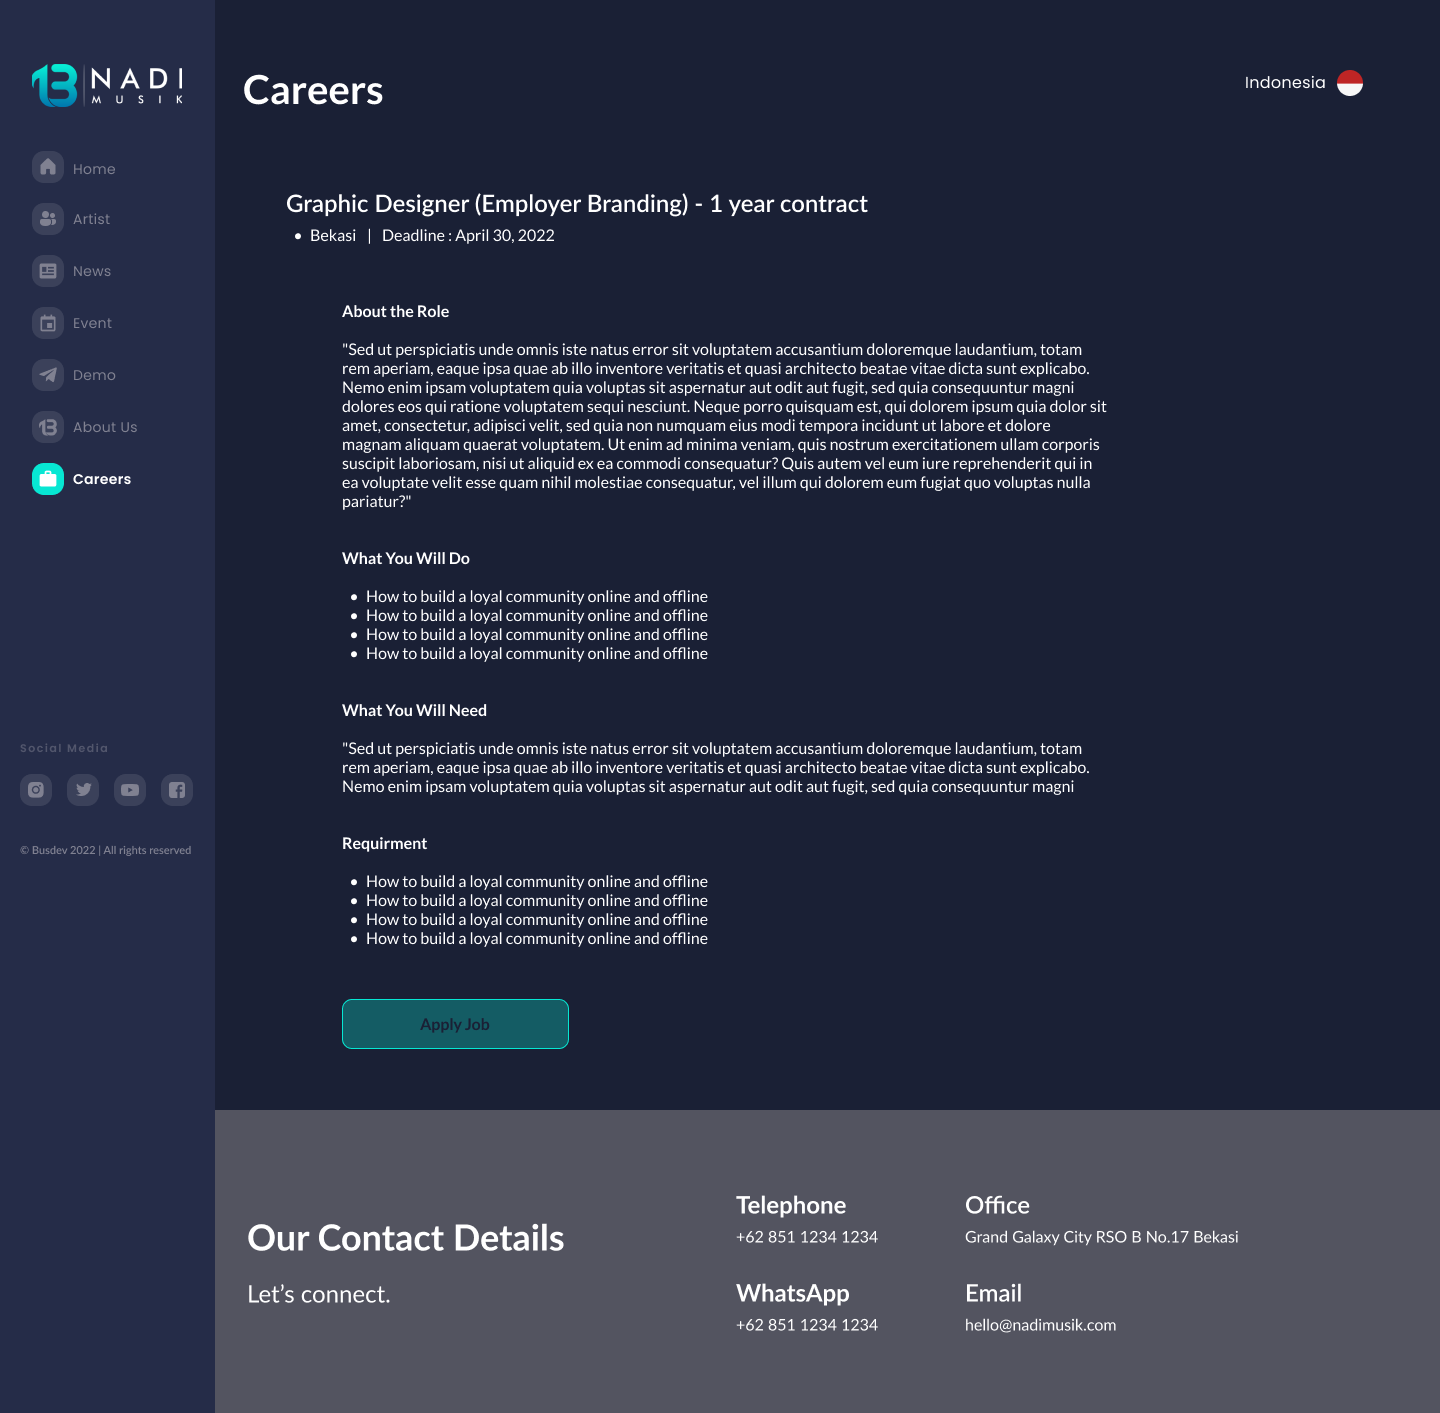 NADI
MUSIK
Home
Artist
News
Event
Demo
About Us
Careers
Social Media
© Busdev 2022 | All rights reserved
Careers
Indonesia
Graphic Designer (Employer Branding) - 1 year contract
• Bekasi | Deadline : April 30, 2022
About the Role
"Sed ut perspiciatis unde omnis iste natus error sit voluptatem accusantium doloremque laudantium, totam
rem aperiam, eaque ipsa quae ab illo inventore veritatis et quasi architecto beatae vitae dicta sunt explicabo.
Nemo enim ipsam voluptatem quia voluptas sit aspernatur aut odit aut fugit, sed quia consequuntur magni
dolores eos qui ratione voluptatem sequi nesciunt. Neque porro quisquam est, qui dolorem ipsum quia dolor sit
amet, consectetur, adipisci velit, sed quia non numquam eius modi tempora incidunt ut labore et dolore
magnam aliquam quaerat voluptatem. Ut enim ad minima veniam, quis nostrum exercitationem ullam corporis
suscipit laboriosam, nisi ut aliquid ex ea commodi consequatur? Quis autem vel eum iure reprehenderit qui in
ea voluptate velit esse quam nihil molestiae consequatur, vel illum qui dolorem eum fugiat quo voluptas nulla
pariatur?"
What You Will Do
• How to build a loyal community online and offline
• How to build a loyal community online and offline
• How to build a loyal community online and offline
• How to build a loyal community online and offline
What You Will Need
"Sed ut perspiciatis unde omnis iste natus error sit voluptatem accusantium doloremque laudantium, totam
rem aperiam, eaque ipsa quae ab illo inventore veritatis et quasi architecto beatae vitae dicta sunt explicabo.
Nemo enim ipsam voluptatem quia voluptas sit aspernatur aut odit aut fugit, sed quia consequuntur magni
Requirment
• How to build a loyal community online and offline
• How to build a loyal community online and offline
• How to build a loyal community online and offline
• How to build a loyal community online and offline
Apply Job
Our Contact Details
Let's connect.
Telephone
+62 851 1234 1234
WhatsApp
+62 851 1234 1234
Office
Grand Galaxy City RSO B No.17 Bekasi
Email
hello@nadimusik.com